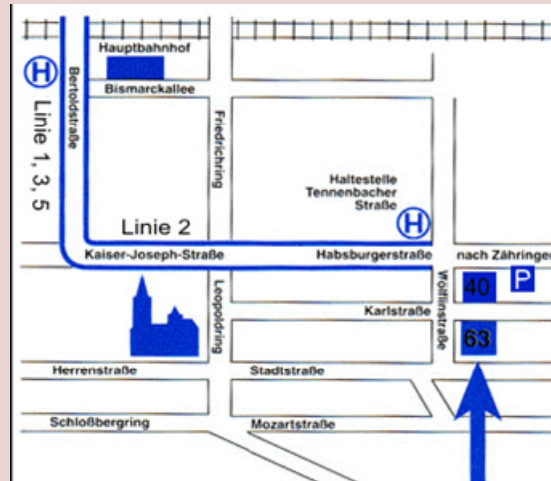 Hauptbahnhof
H
Bismarckallee
Bertoldstraße
Linie 1, 3, 5
Friedrichring
Haltestelle
Tennenbacher
Straße
H
Linie 2
Kaiser-Joseph-Straße
Habsburgerstraße
nach Zähringen
Leopoldring
Wölflinstraße
40
P
Karlstraße
63
Herrenstraße
Stadtstraße
Schloßbergring
Mozartstraße